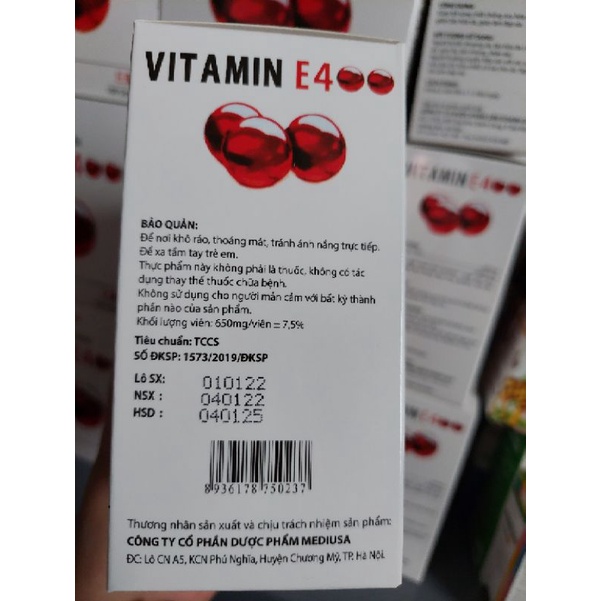 VITAMIN E400
BẢO QUẢN:
Để nơi khô ráo, thoáng mát, tránh ánh nắng trực tiếp.
Để xa tầm tay trẻ em.
Thực phẩm này không phải là thuốc, không có tác
dụng thay thế thuốc chữa bệnh.
Không sử dụng cho người mẫn cảm với bất kỳ thành
phần nào của sản phẩm.
Khối lượng viên: 650mg/viên ± 7,5%
Tiêu chuẩn: TCCS
SỐ ĐKSP: 1573/2019/ĐKSP
Lô SX: 010122
NSX : 040122
HSD : 040125
8936178 750237
Thương nhân sản xuất và chịu trách nhiệm sản phẩm:
CÔNG TY CỔ PHẦN DƯỢC PHẨM MEDIUSA
ĐC: Lô CN A5, KCN Phú Nghĩa, Huyện Chương Mỹ, TP. Hà Nội.
VITAMIN E400